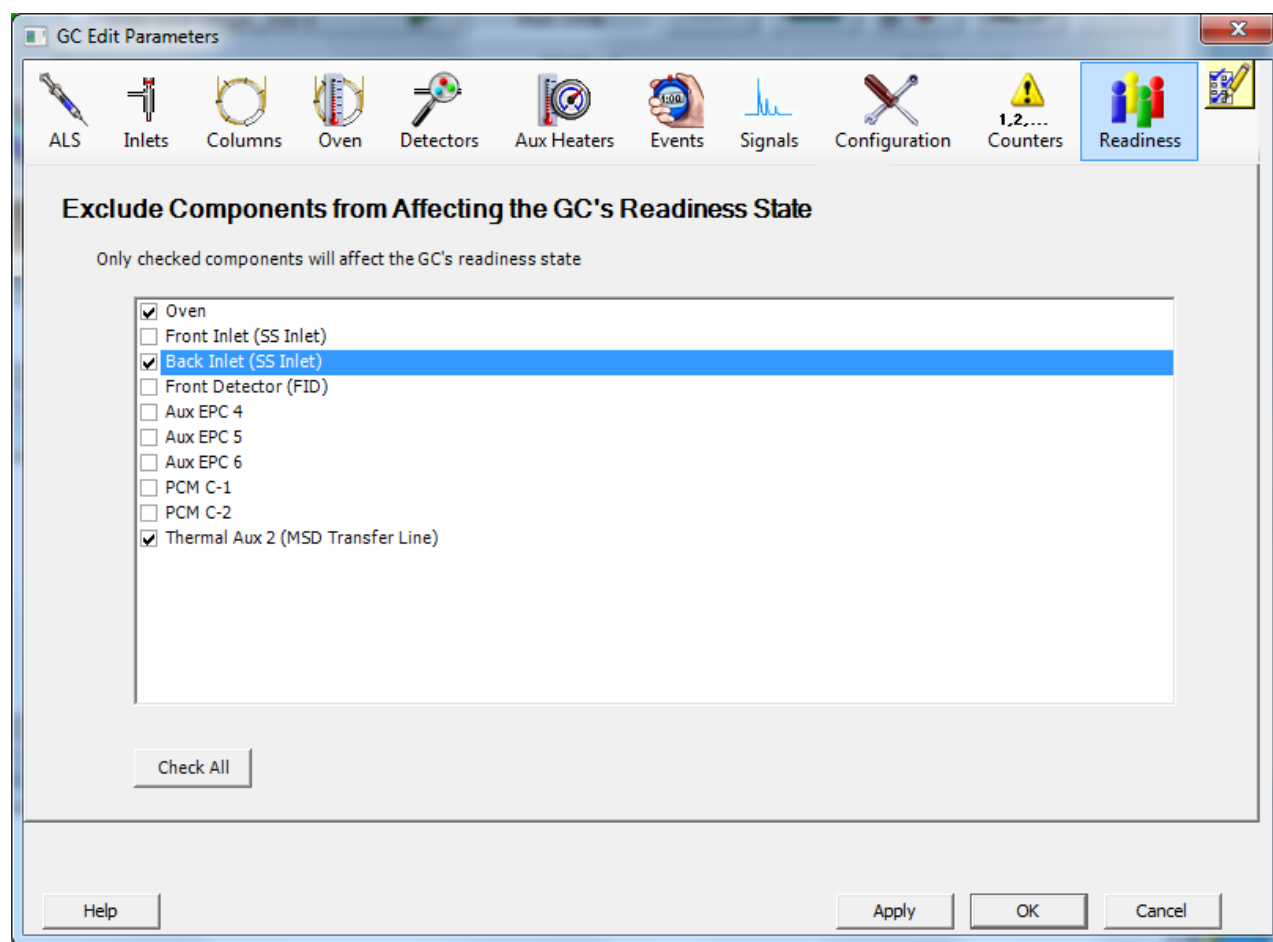 GC Edit Parameters
X
1:00
1,2,...
ALS Inlets Columns Oven Detectors Aux Heaters Events Signals Configuration Counters Readiness
Exclude Components from Affecting the GC's Readiness State
Only checked components will affect the GC's readiness state
Oven
Front Inlet (SS Inlet)
Back Inlet (SS Inlet)
Front Detector (FID)
Aux EPC 4
Aux EPC 5
Aux EPC 6
PCM C-1
PCM C-2
Thermal Aux 2 (MSD Transfer Line)
Check All
Help Apply OK Cancel